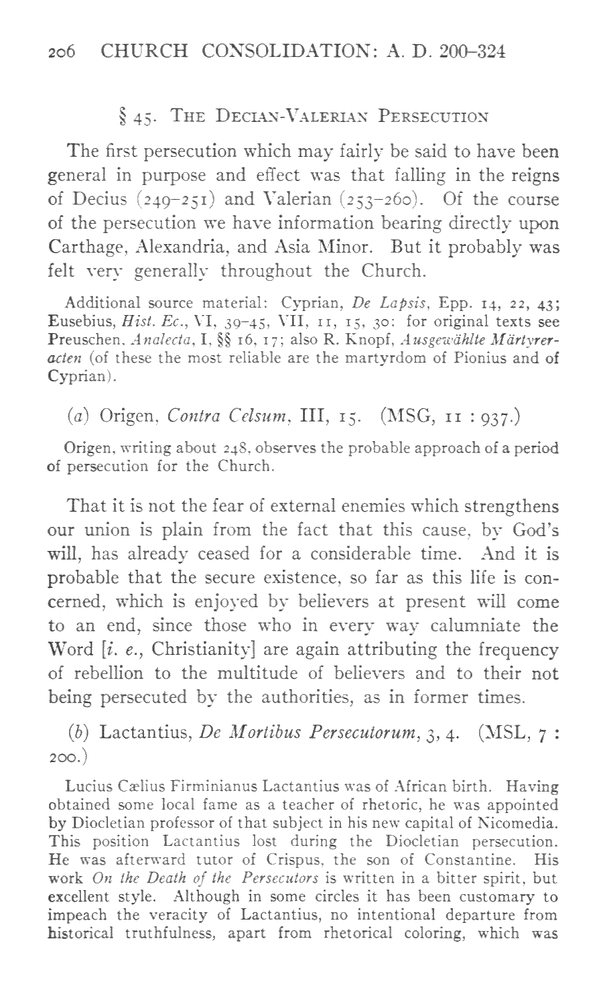 206 CHURCH CONSOLIDATION: A. D. 200–324
§ 45. The Decian-Valerian Persecution
The first persecution which may fairly be said to have been
general in purpose and effect was that falling in the reigns
of Decius (249–251) and Valerian (253–260). Of the course
of the persecution we have information bearing directly upon
Carthage, Alexandria, and Asia Minor. But it probably was
felt very generally throughout the Church.
Additional source material: Cyprian, De Lapsis, Epp. 14, 22, 43;
Eusebius, Hist. Ec., VI, 39–45, VII, 11, 15, 30: for original texts see
Preuschen, Analecta, I, §§ 16, 17; also R. Knopf, Ausgewählte Märtyrer-
acten (of these the most reliable are the martyrdom of Pionius and of
Cyprian).
(a) Origen, Contra Celsum, III, 15. (MSG, 11 : 937.)
Origen, writing about 248, observes the probable approach of a period
of persecution for the Church.
That it is not the fear of external enemies which strengthens
our union is plain from the fact that this cause, by God's
will, has already ceased for a considerable time. And it is
probable that the secure existence, so far as this life is con-
cerned, which is enjoyed by believers at present will come
to an end, since those who in every way calumniate the
Word [i. e., Christianity] are again attributing the frequency
of rebellion to the multitude of believers and to their not
being persecuted by the authorities, as in former times.
(b) Lactantius, De Mortibus Persecutorum, 3, 4. (MSL, 7 :
200.)
Lucius Cælius Firminianus Lactantius was of African birth. Having
obtained some local fame as a teacher of rhetoric, he was appointed
by Diocletian professor of that subject in his new capital of Nicomedia.
This position Lactantius lost during the Diocletian persecution.
He was afterward tutor of Crispus, the son of Constantine. His
work On the Death of the Persecutors is written in a bitter spirit, but
excellent style. Although in some circles it has been customary to
impeach the veracity of Lactantius, no intentional departure from
historical truthfulness, apart from rhetorical coloring, which was